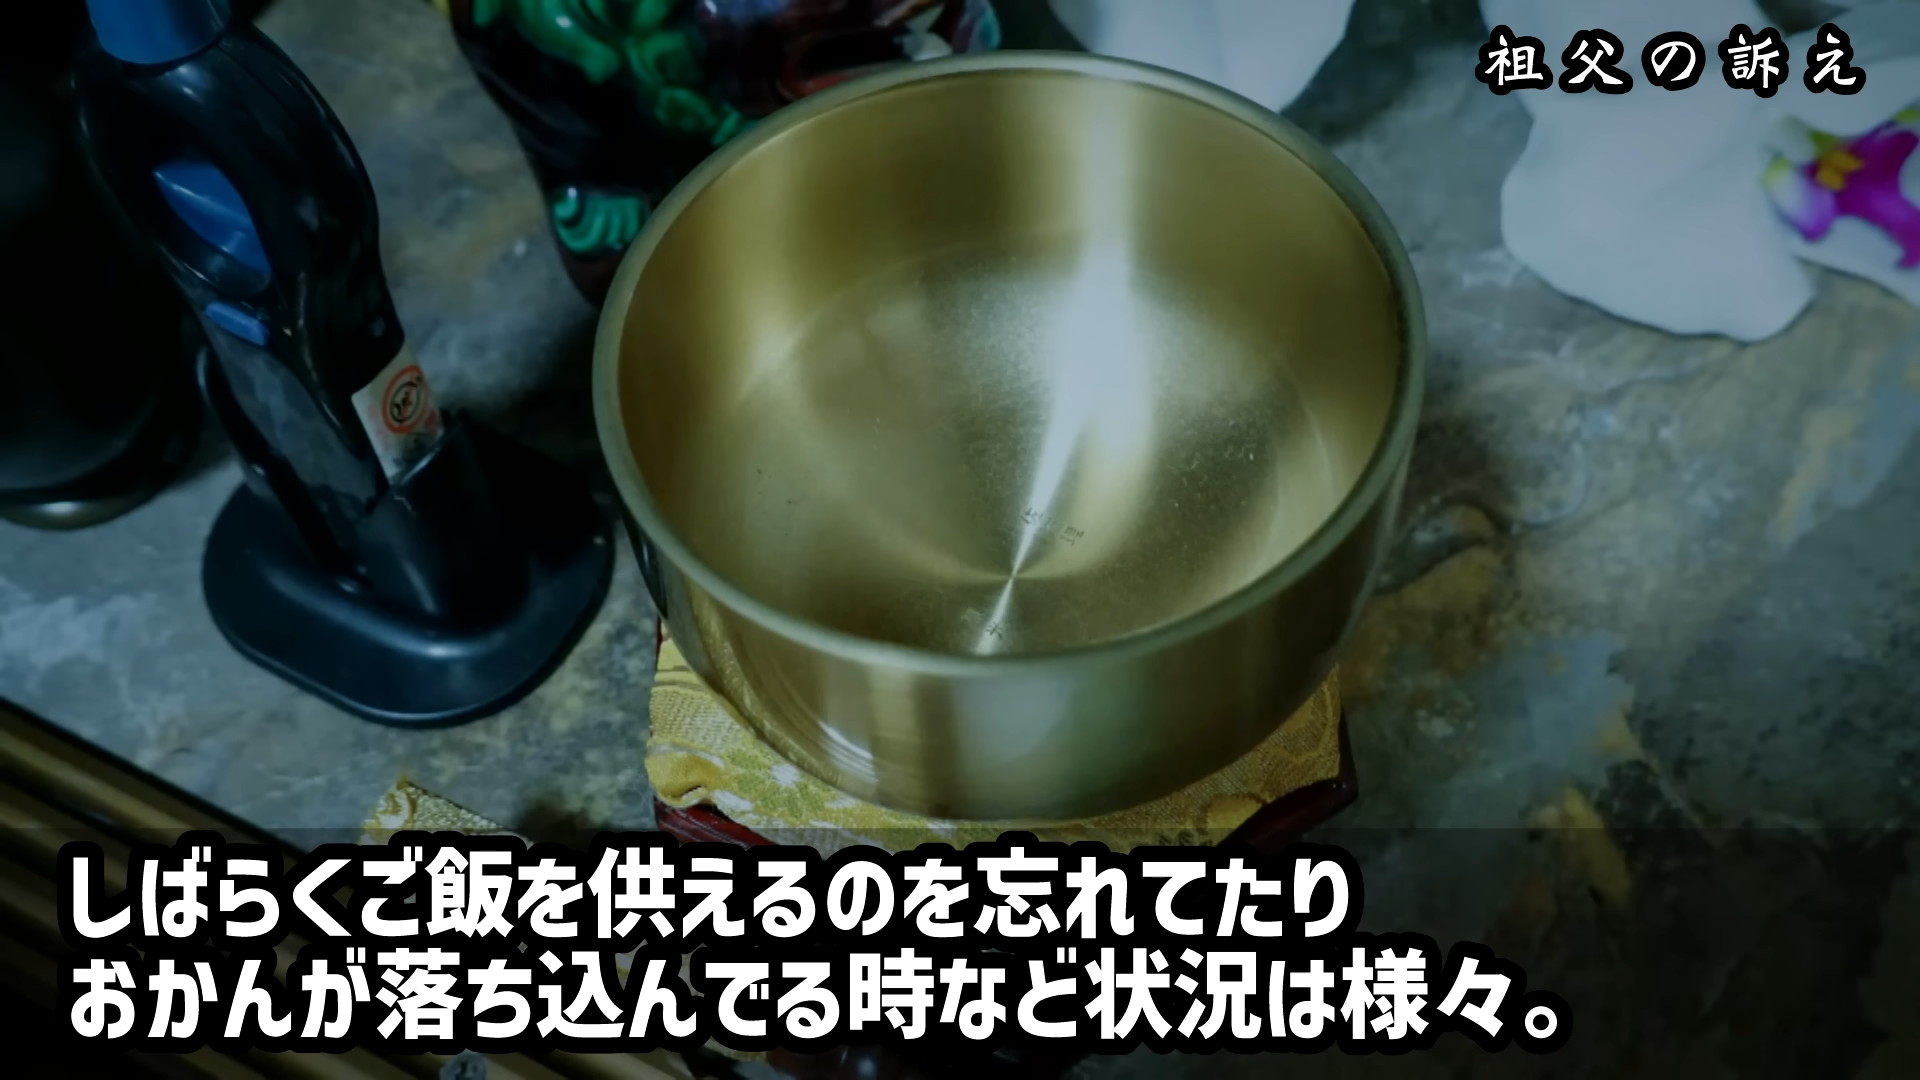 祖父の訴え
しばらくご飯を供えるのを忘れてたり
おかんが落ち込んでる時など状況は様々。